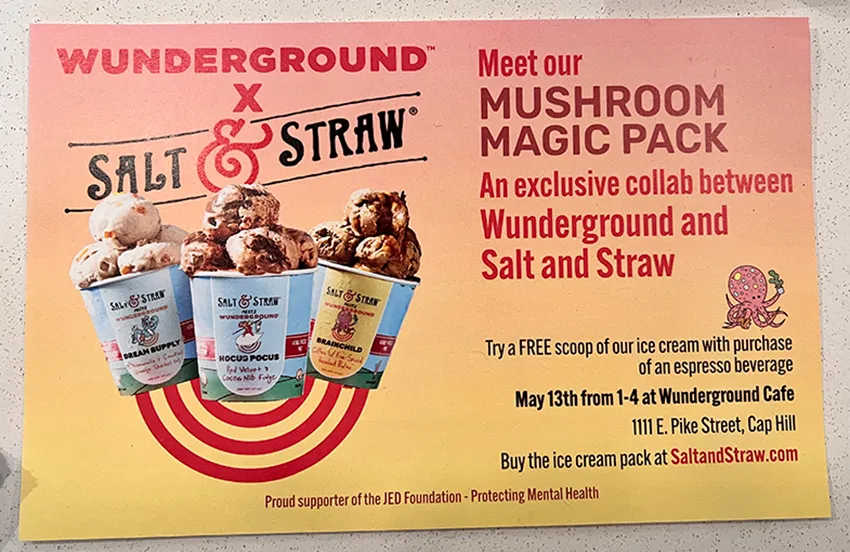 WUNDERGROUND™
X
SALT & STRAW®
SALT & STRAW
MEETS
WUNDERGROUND
DREAM SUPPLY
SALT & STRAW
MEETS
WUNDERGROUND
HOCUS POCUS
Red Velvet &
Cocoa Nib Fudge
SALT & STRAW
MEETS
WUNDERGROUND
BRAINCHILD
Proud supporter of the JED Foundation - Protecting Mental Health
Meet our
MUSHROOM
MAGIC PACK
An exclusive collab between
Wunderground and
Salt and Straw
Try a FREE scoop of our ice cream with purchase
of an espresso beverage
May 13th from 1-4 at Wunderground Cafe
1111 E. Pike Street, Cap Hill
Buy the ice cream pack at SaltandStraw.com